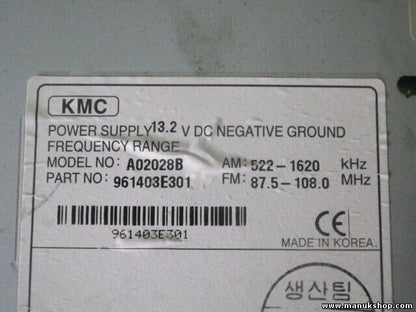 KMC
POWER SUPPLY 13.2 V DC NEGATIVE GROUND
FREQUENCY RANGE
MODEL NO: A02028B AM: 522-1620 kHz
PART NO: 961403E301 FM: 87.5-108.0 MHz
961403E301
CE
MADE IN KOREA
생산팅
www.manukshop.com